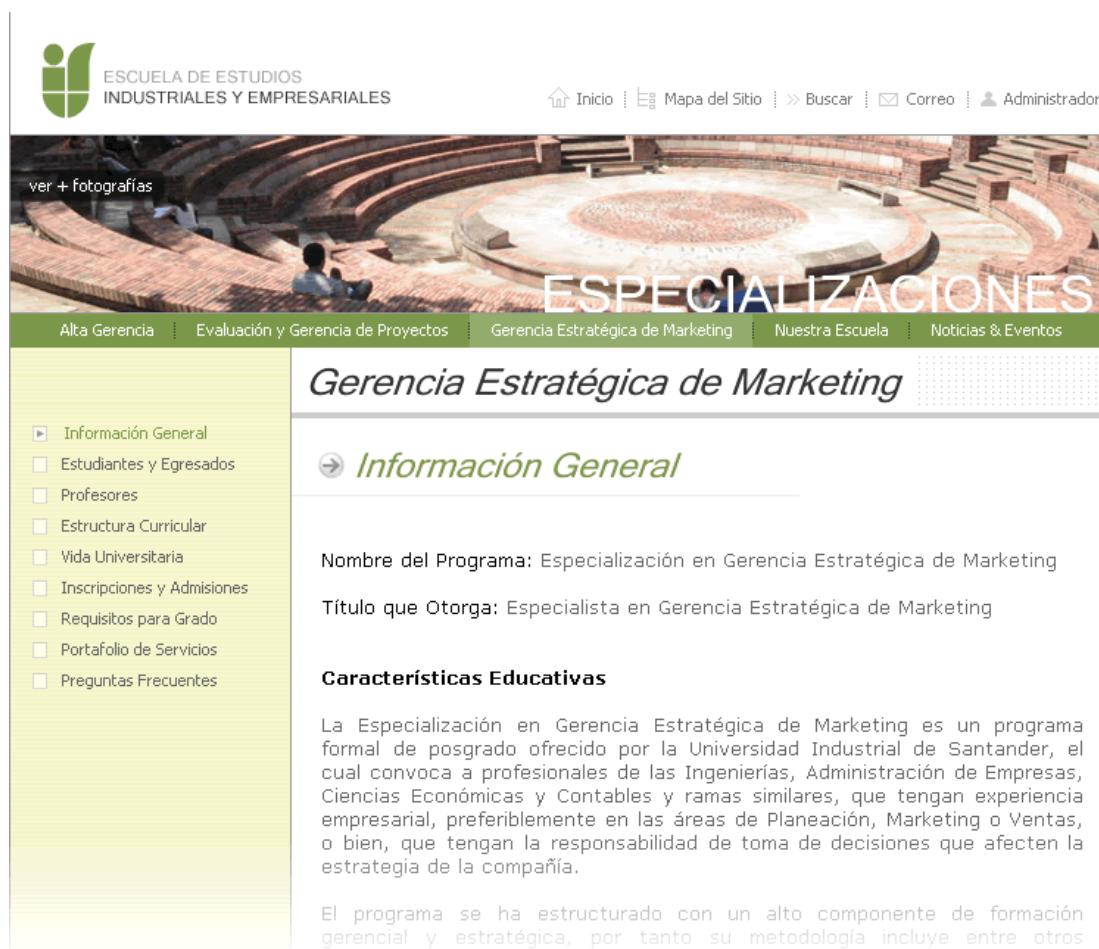 ESCUELA DE ESTUDIOS
INDUSTRIALES Y EMPRESARIALES
Inicio
Mapa del Sitio
Buscar
Correo
Administrador
ver + fotografías
ESPECIALIZACIONES
Alta Gerencia
Evaluación y Gerencia de Proyectos
Gerencia Estratégica de Marketing
Nuestra Escuela
Noticias & Eventos
Gerencia Estratégica de Marketing
Información General
Estudiantes y Egresados
Profesores
Estructura Curricular
Vida Universitaria
Inscripciones y Admisiones
Requisitos para Grado
Portafolio de Servicios
Preguntas Frecuentes
Información General
Nombre del Programa: Especialización en Gerencia Estratégica de Marketing
Título que Otorga: Especialista en Gerencia Estratégica de Marketing
Características Educativas
La Especialización en Gerencia Estratégica de Marketing es un programa
formal de posgrado ofrecido por la Universidad Industrial de Santander, el
cual convoca a profesionales de las Ingenierías, Administración de Empresas,
Ciencias Económicas y Contables y ramas similares, que tengan experiencia
empresarial, preferiblemente en las áreas de Planeación, Marketing o Ventas,
o bien, que tengan la responsabilidad de toma de decisiones que afecten la
estrategia de la compañía.
El programa se ha estructurado con un alto componente de formación
gerencial y estratégica, por tanto su metodología incluye entre otros